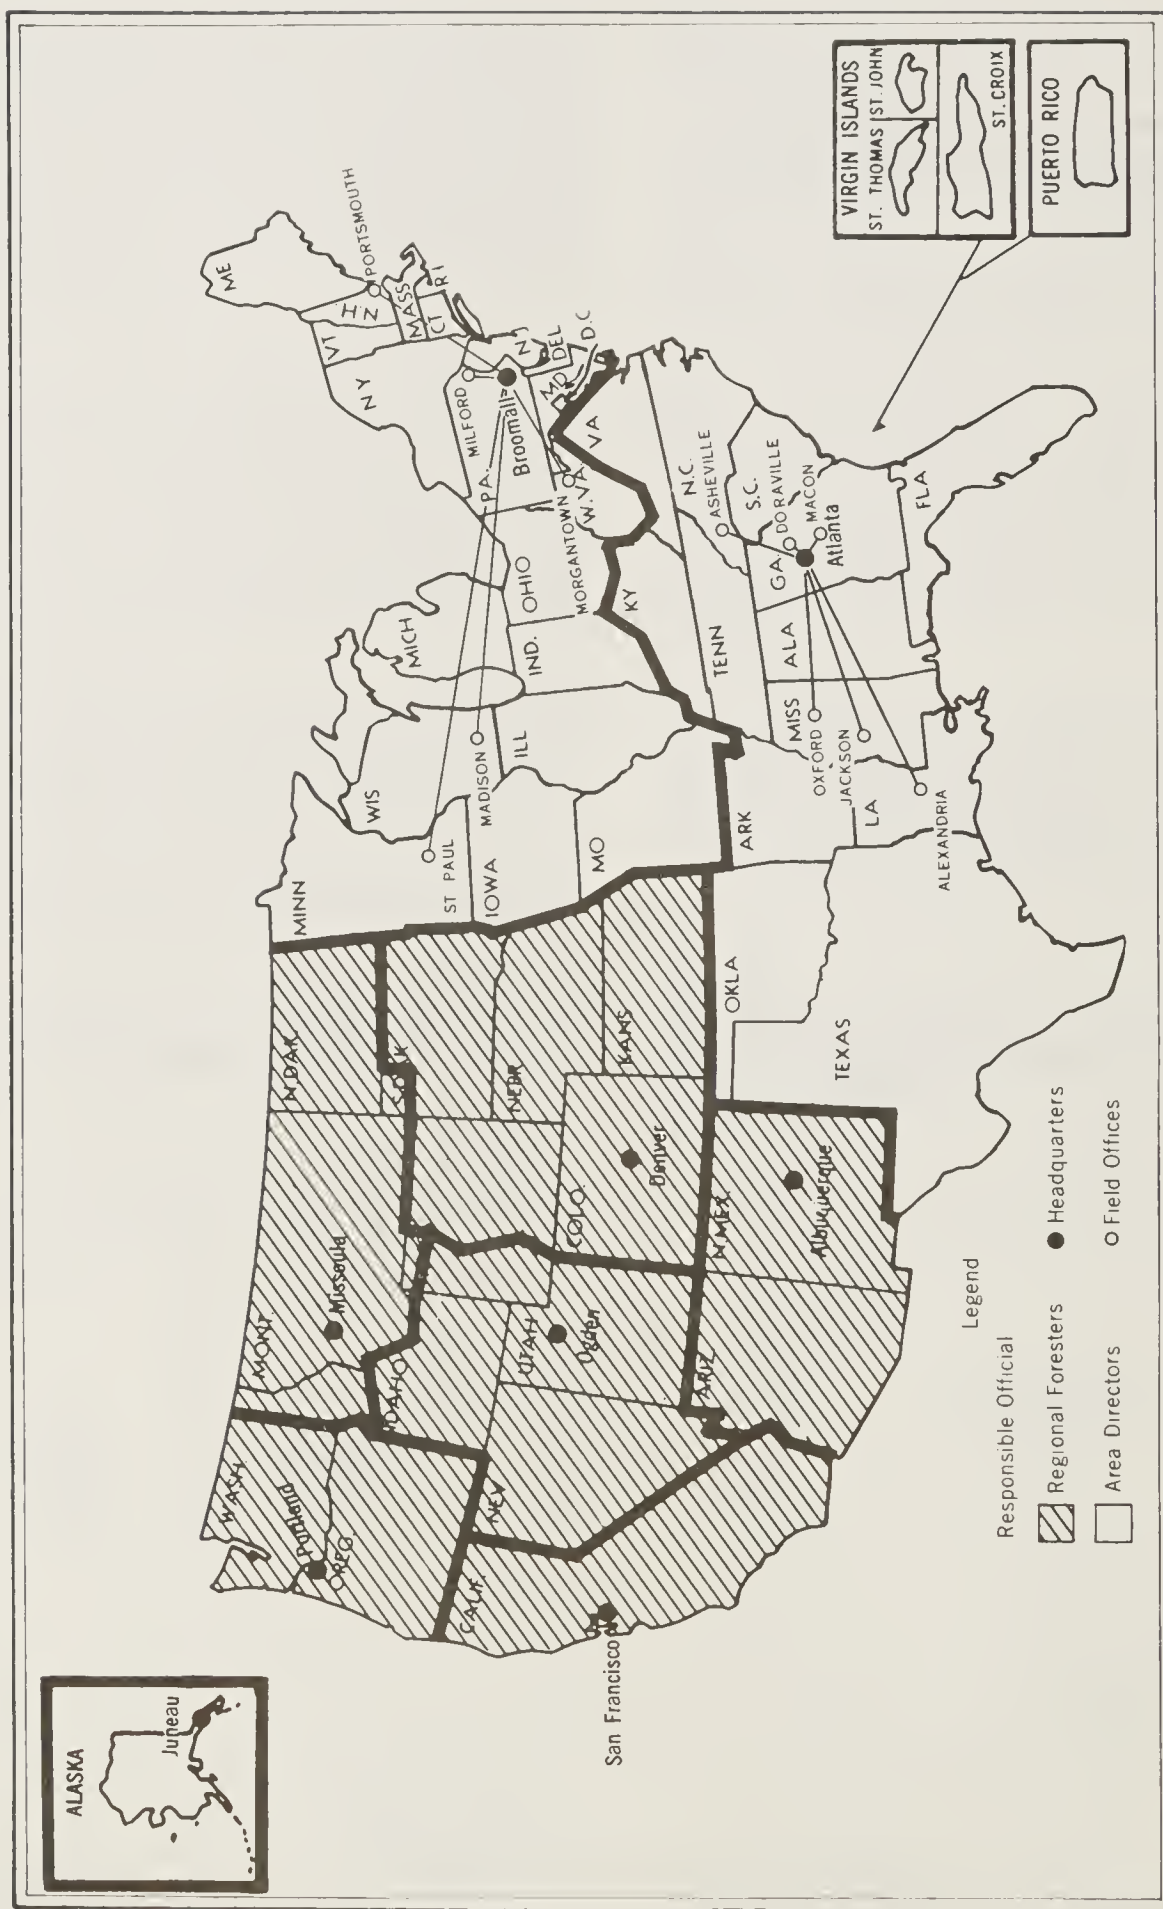 ALASKA
Juneau
WASH.
Portland
OREG.
CALIF.
San Francisco
NEV.
IDAHO
MONT.
Missoula
UTAH
Ogden
ARIZ.
COLO.
Denver
N.MEX.
Albuquerque
N.DAK.
NEBR.
KANS.
OKLA
TEXAS
MINN
ST PAUL
IOWA
MO
ARK
LA
ALEXANDRIA
WIS
MADISON
ILL
MICH
IND.
OHIO
KY
TENN
MISS
OXFORD
JACKSON
ALA
GA.
DORAVILLE
MACON
Atlanta
FLA
S.C.
N.C.
ASHEVILLE
VA
W.VA.
MORGANTOWN
PA.
Broomall
MILFORD
MD
D.C
DEL
NJ
NY
VT
NH
MASS
CT
RI
PORTSMOUTH
ME
VIRGIN ISLANDS
ST. THOMAS
ST. JOHN
ST. CROIX
PUERTO RICO
Legend
Responsible Official
Regional Foresters
Area Directors
Headquarters
Field Offices